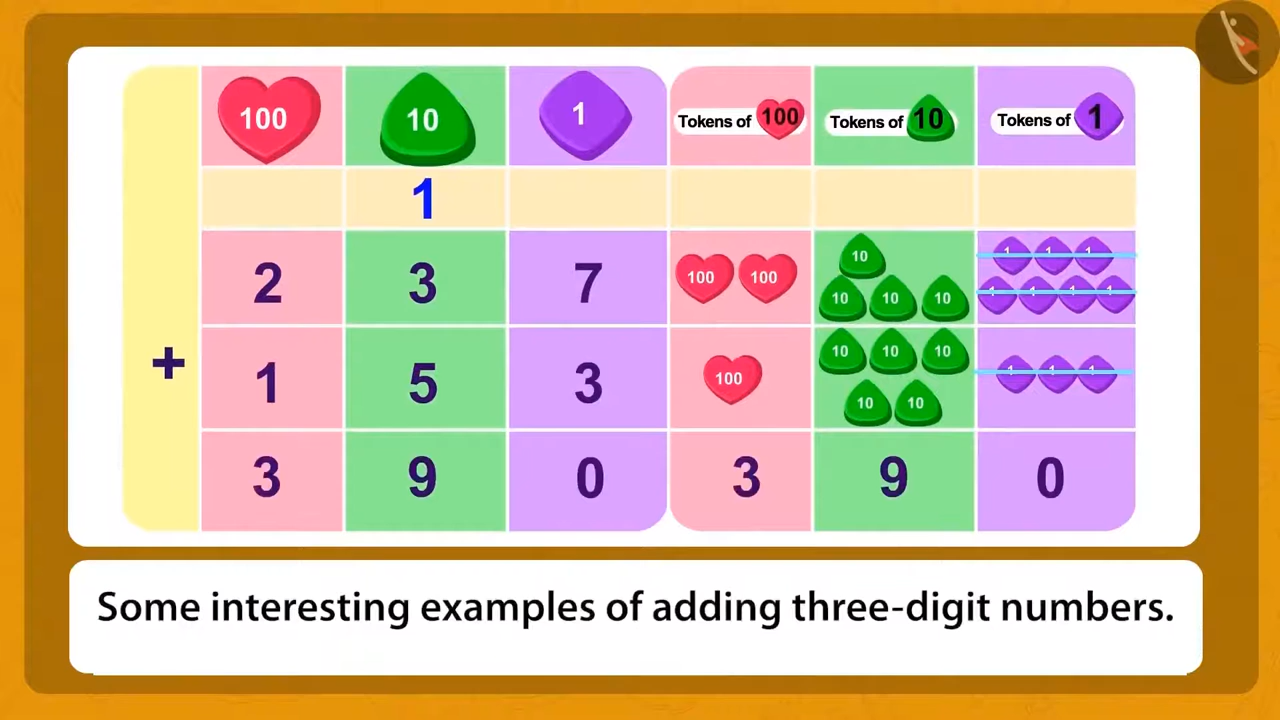 100 10 1 Tokens of 100 Tokens of 10 Tokens of 1
1
2 3 7 100 100 10 1 1 1
10 10 10 1 1 1 1
+ 1 5 3 100 10 10 10 1 1 1
10 10
3 9 0 3 9 0
Some interesting examples of adding three-digit numbers.